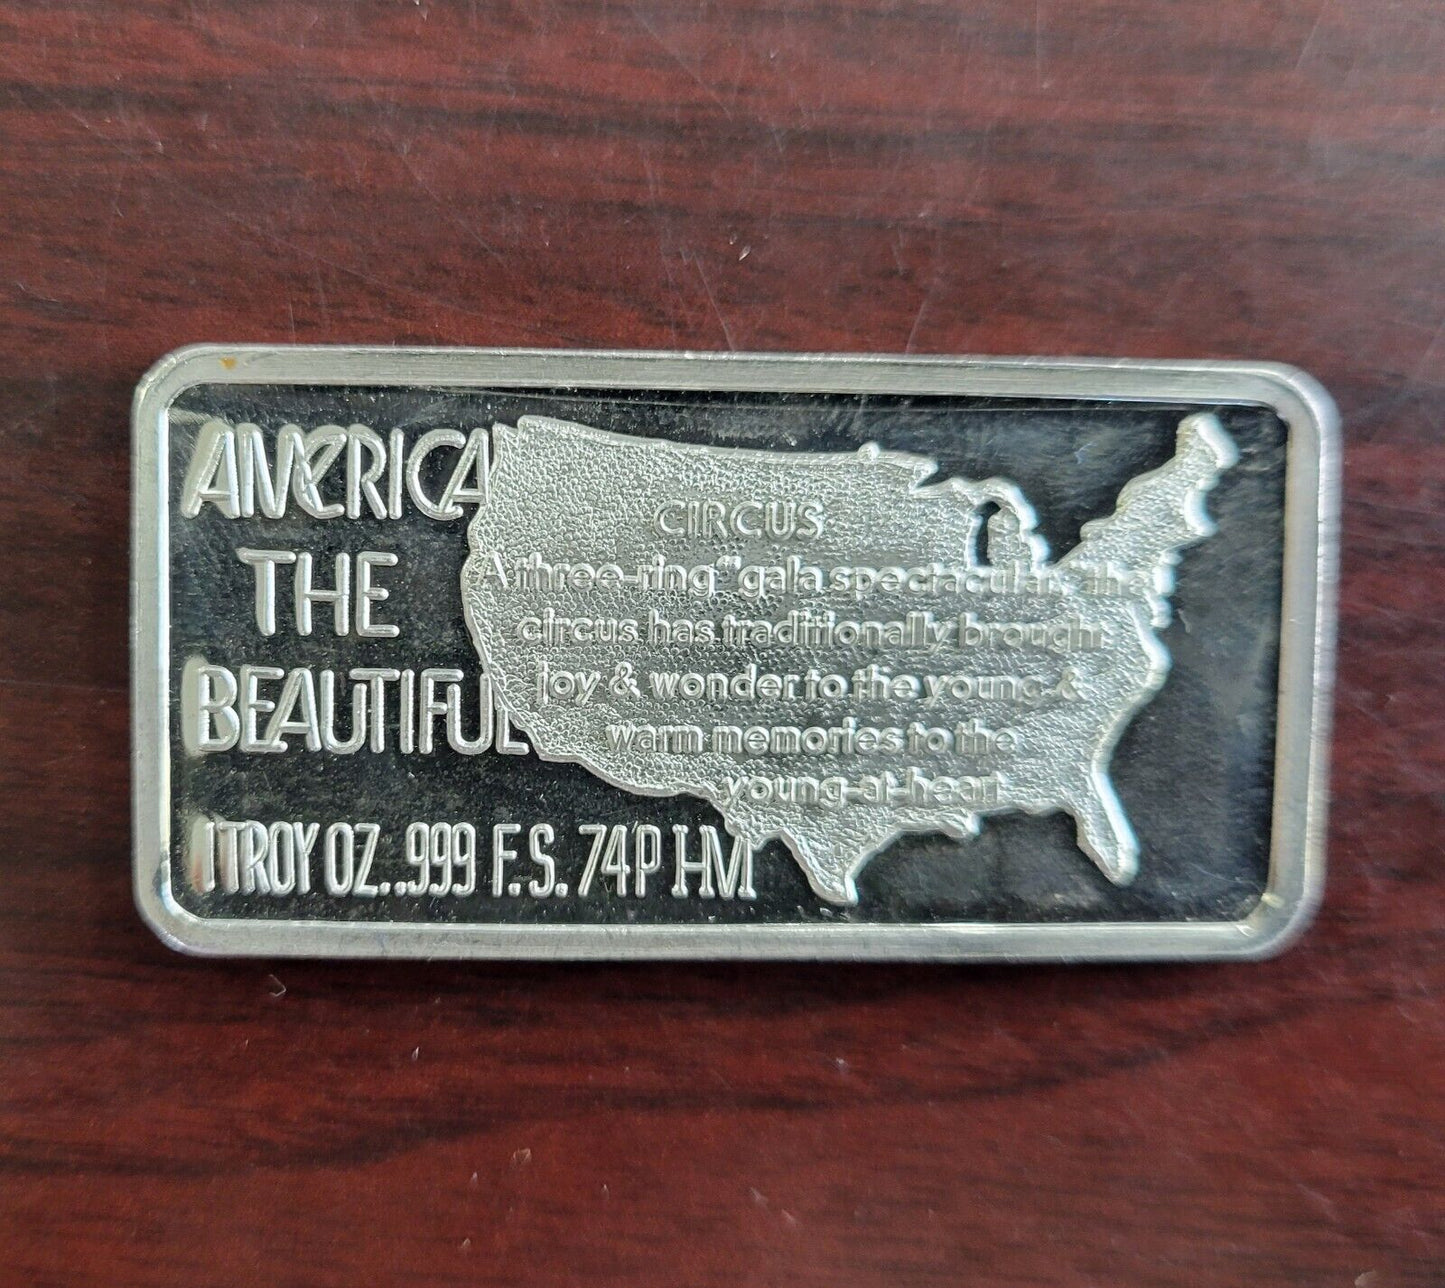 AMERICA
THE
BEAUTIFUL
1 TROY OZ..999 F.S. 74P HM
CIRCUS
A three-ring "gala spectacular," the
circus has traditionally brought
joy & wonder to the young &
warm memories to the
young-at-heart